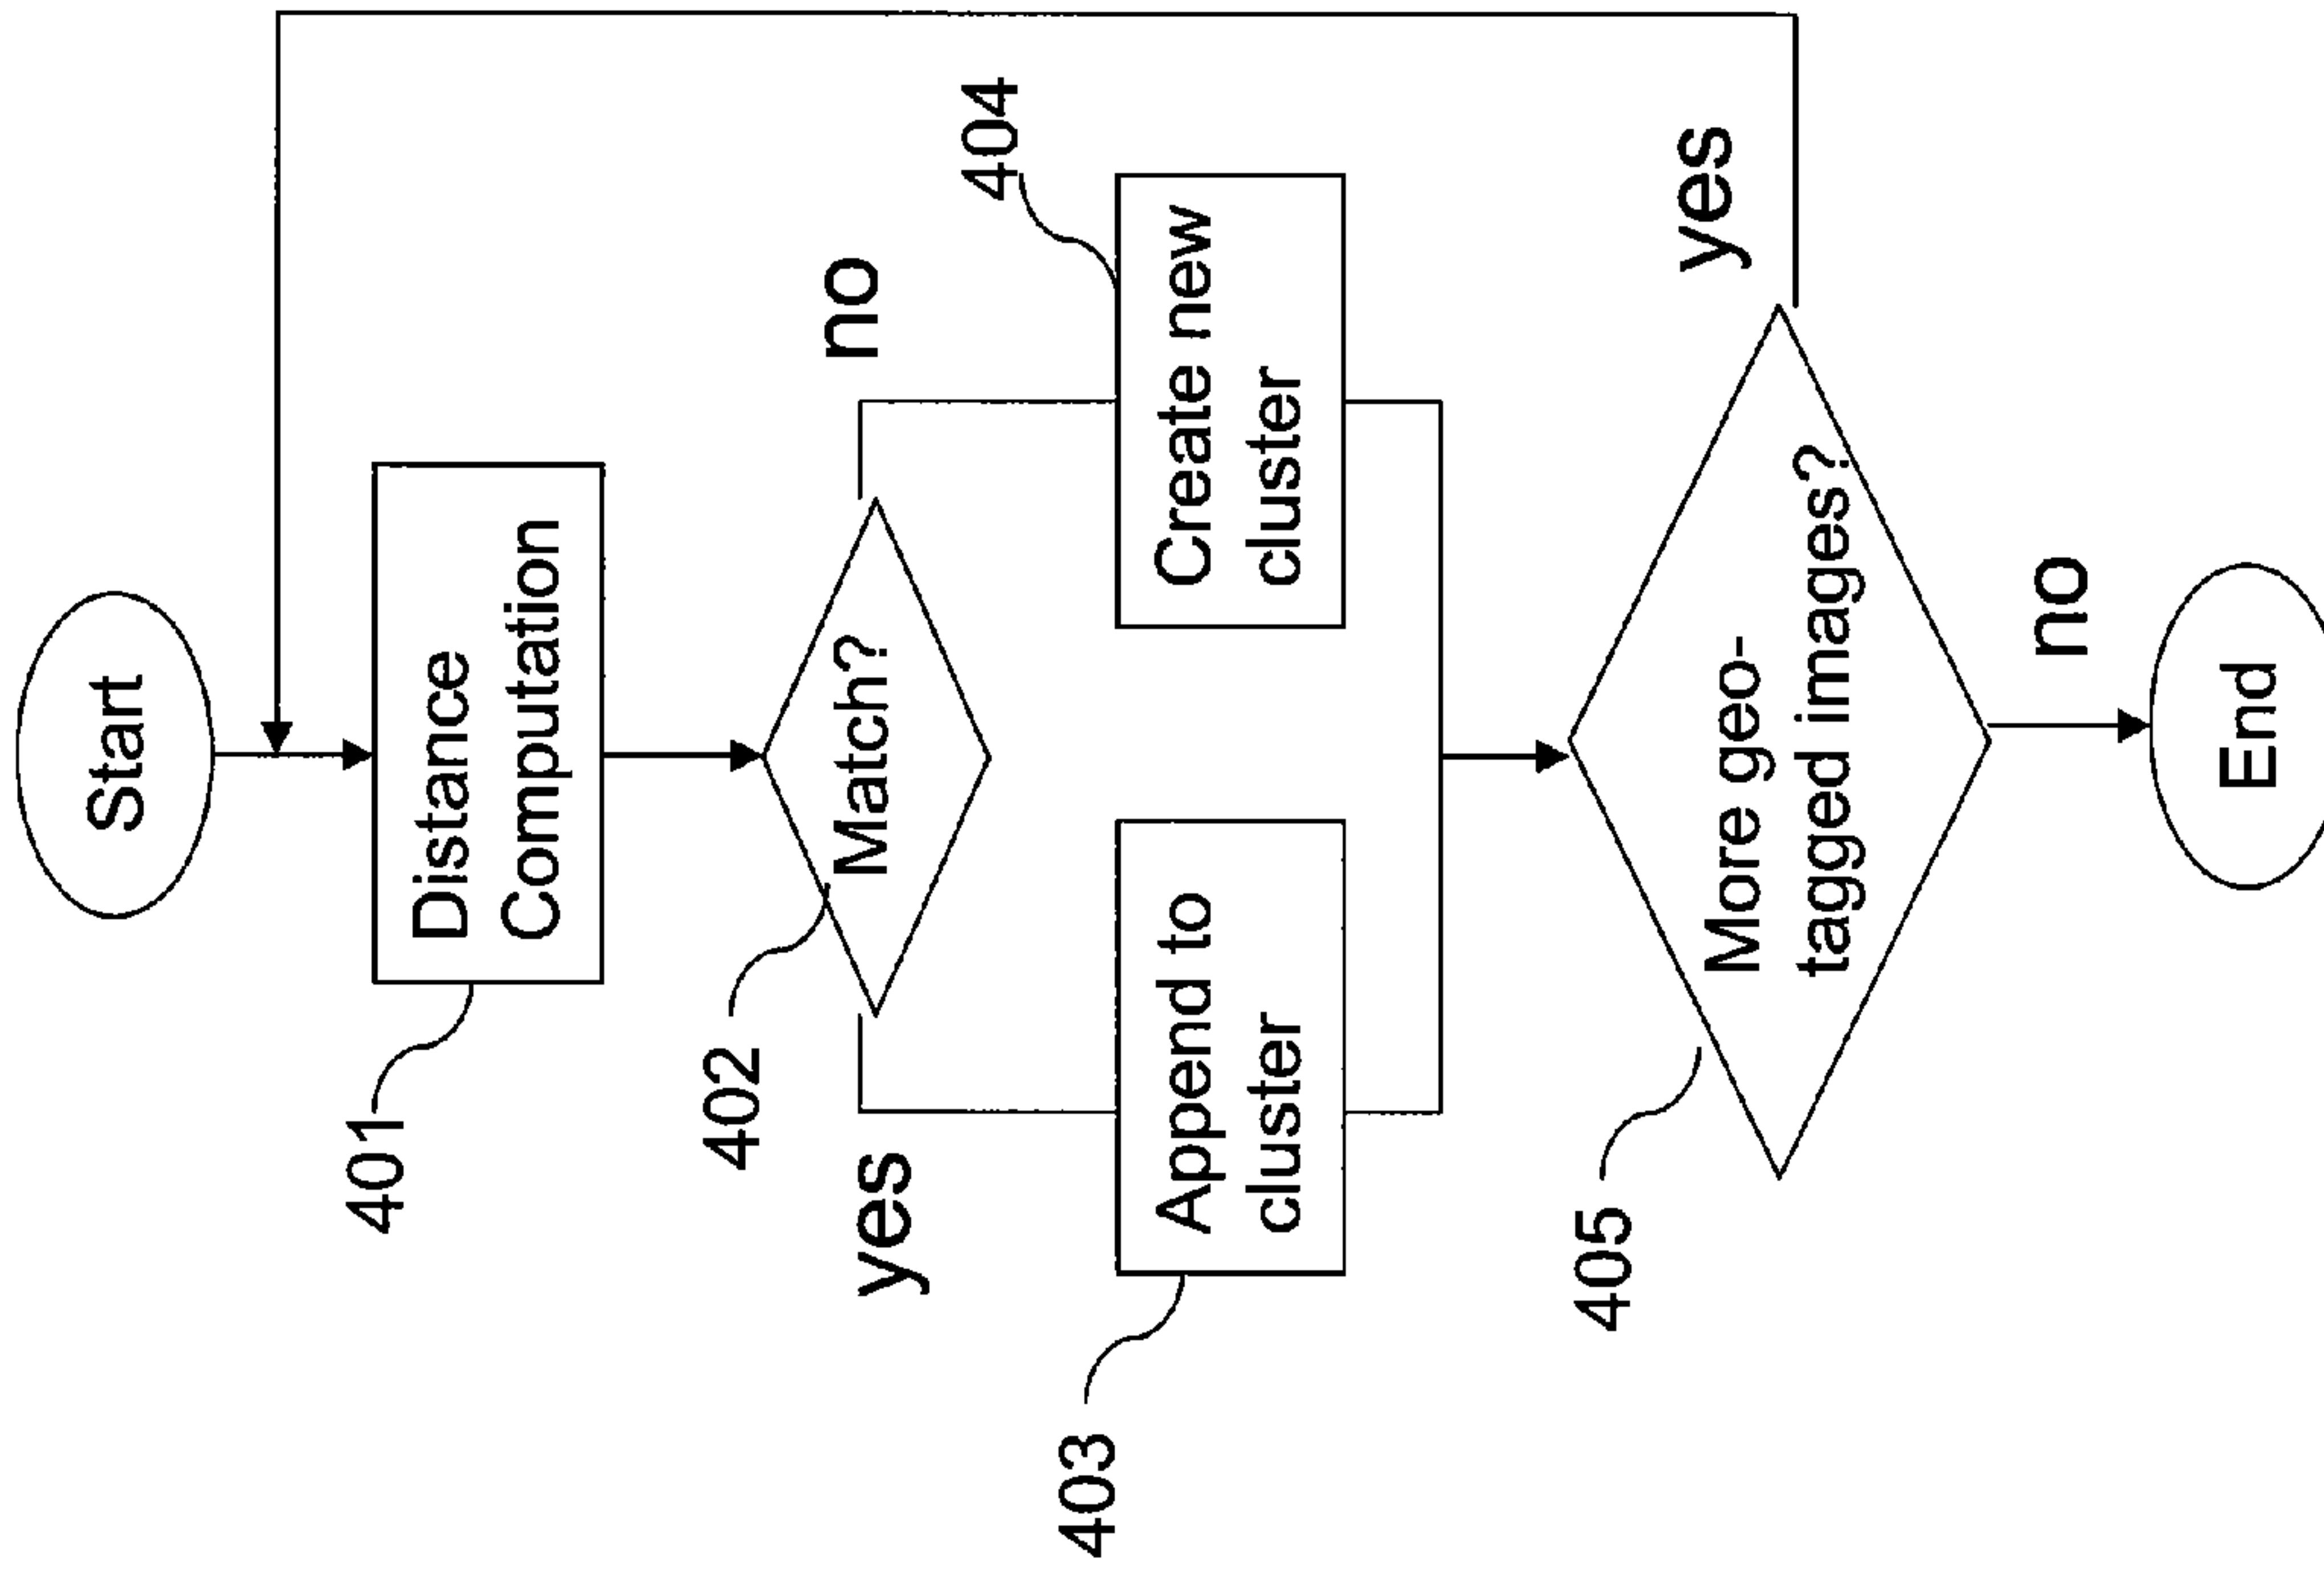 Start
401
Distance
Computation
402
Match?
yes
no
403
Append to
cluster
404
Create new
cluster
405
More geo-
tagged images?
yes
no
End